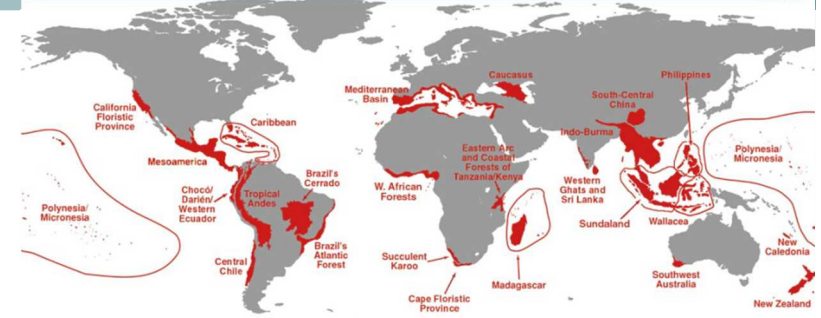 California
Floristic
Province
Caribbean
Mesoamerica
Polynesia/
Micronesia
Chocó/
Darién/
Western
Ecuador
Tropical
Andes
Brazil's
Cerrado
Brazil's
Atlantic
Forest
Central
Chile
Mediterranean
Basin
Caucasus
W. African
Forests
Eastern Arc
and Coastal
Forests of
Tanzania/Kenya
Succulent
Karoo
Cape Floristic
Province
Madagascar
South-Central
China
Philippines
Indo-Burma
Western
Ghats and
Sri Lanka
Sundaland
Wallacea
Polynesia/
Micronesia
Southwest
Australia
New
Caledonia
New Zealand